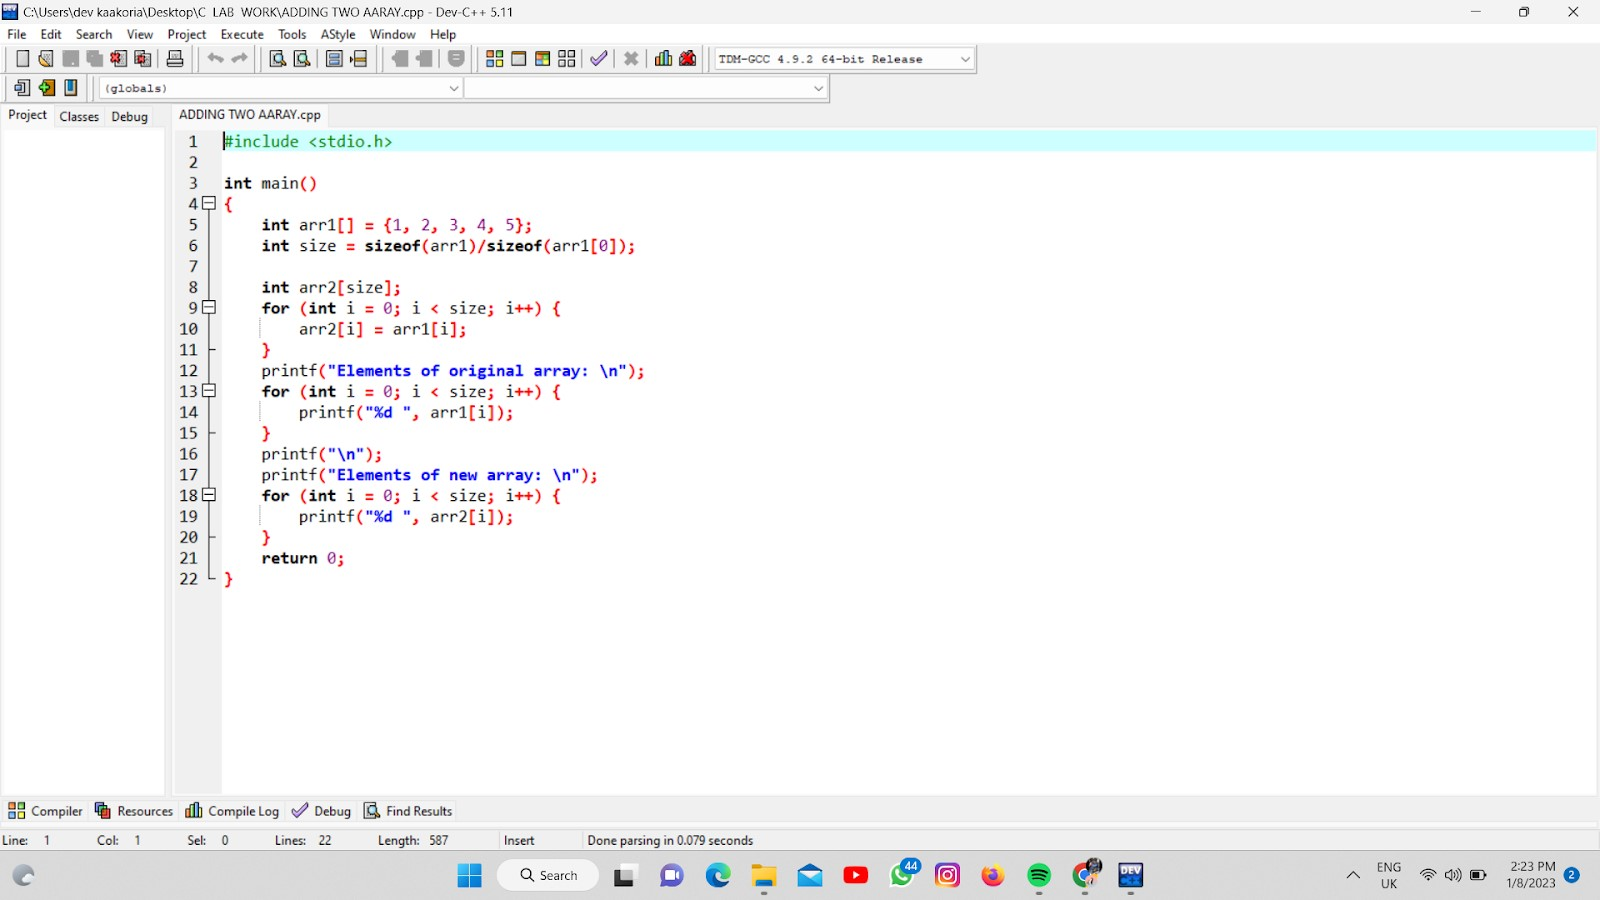 C:\Users\dev kaakoria\Desktop\C LAB WORK\ADDING TWO AARAY.cpp - Dev-C++ 5.11
File Edit Search View Project Execute Tools AStyle Window Help
TDM-GCC 4.9.2 64-bit Release
(globals)
Project Classes Debug ADDING TWO AARAY.cpp
1 #include <stdio.h>
2
3 int main()
4 {
5 int arr1[] = {1, 2, 3, 4, 5};
6 int size = sizeof(arr1)/sizeof(arr1[0]);
7
8 int arr2[size];
9 for (int i = 0; i < size; i++) {
10 arr2[i] = arr1[i];
11 }
12 printf("Elements of original array: \n");
13 for (int i = 0; i < size; i++) {
14 printf("%d ", arr1[i]);
15 }
16 printf("\n");
17 printf("Elements of new array: \n");
18 for (int i = 0; i < size; i++) {
19 printf("%d ", arr2[i]);
20 }
21 return 0;
22 }
Compiler Resources Compile Log Debug Find Results
Line: 1 Col: 1 Sel: 0 Lines: 22 Length: 587 Insert Done parsing in 0.079 seconds
Search 44 DEV ENG UK 2:23 PM 1/8/2023 2